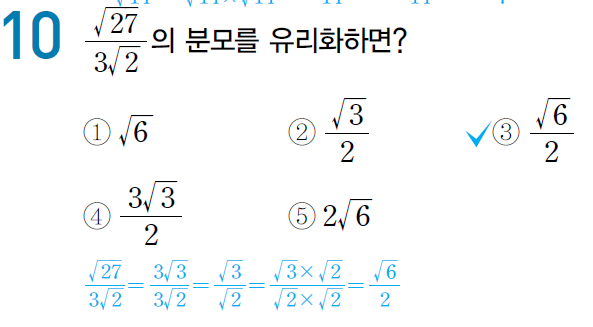 10 √27/3√2 의 분모를 유리화하면?
① √6 ② √3/2 ✓③ √6/2
④ 3√3/2 ⑤ 2√6
√27/3√2 = 3√3/3√2 = √3/√2 = √3×√2/√2×√2 = √6/2